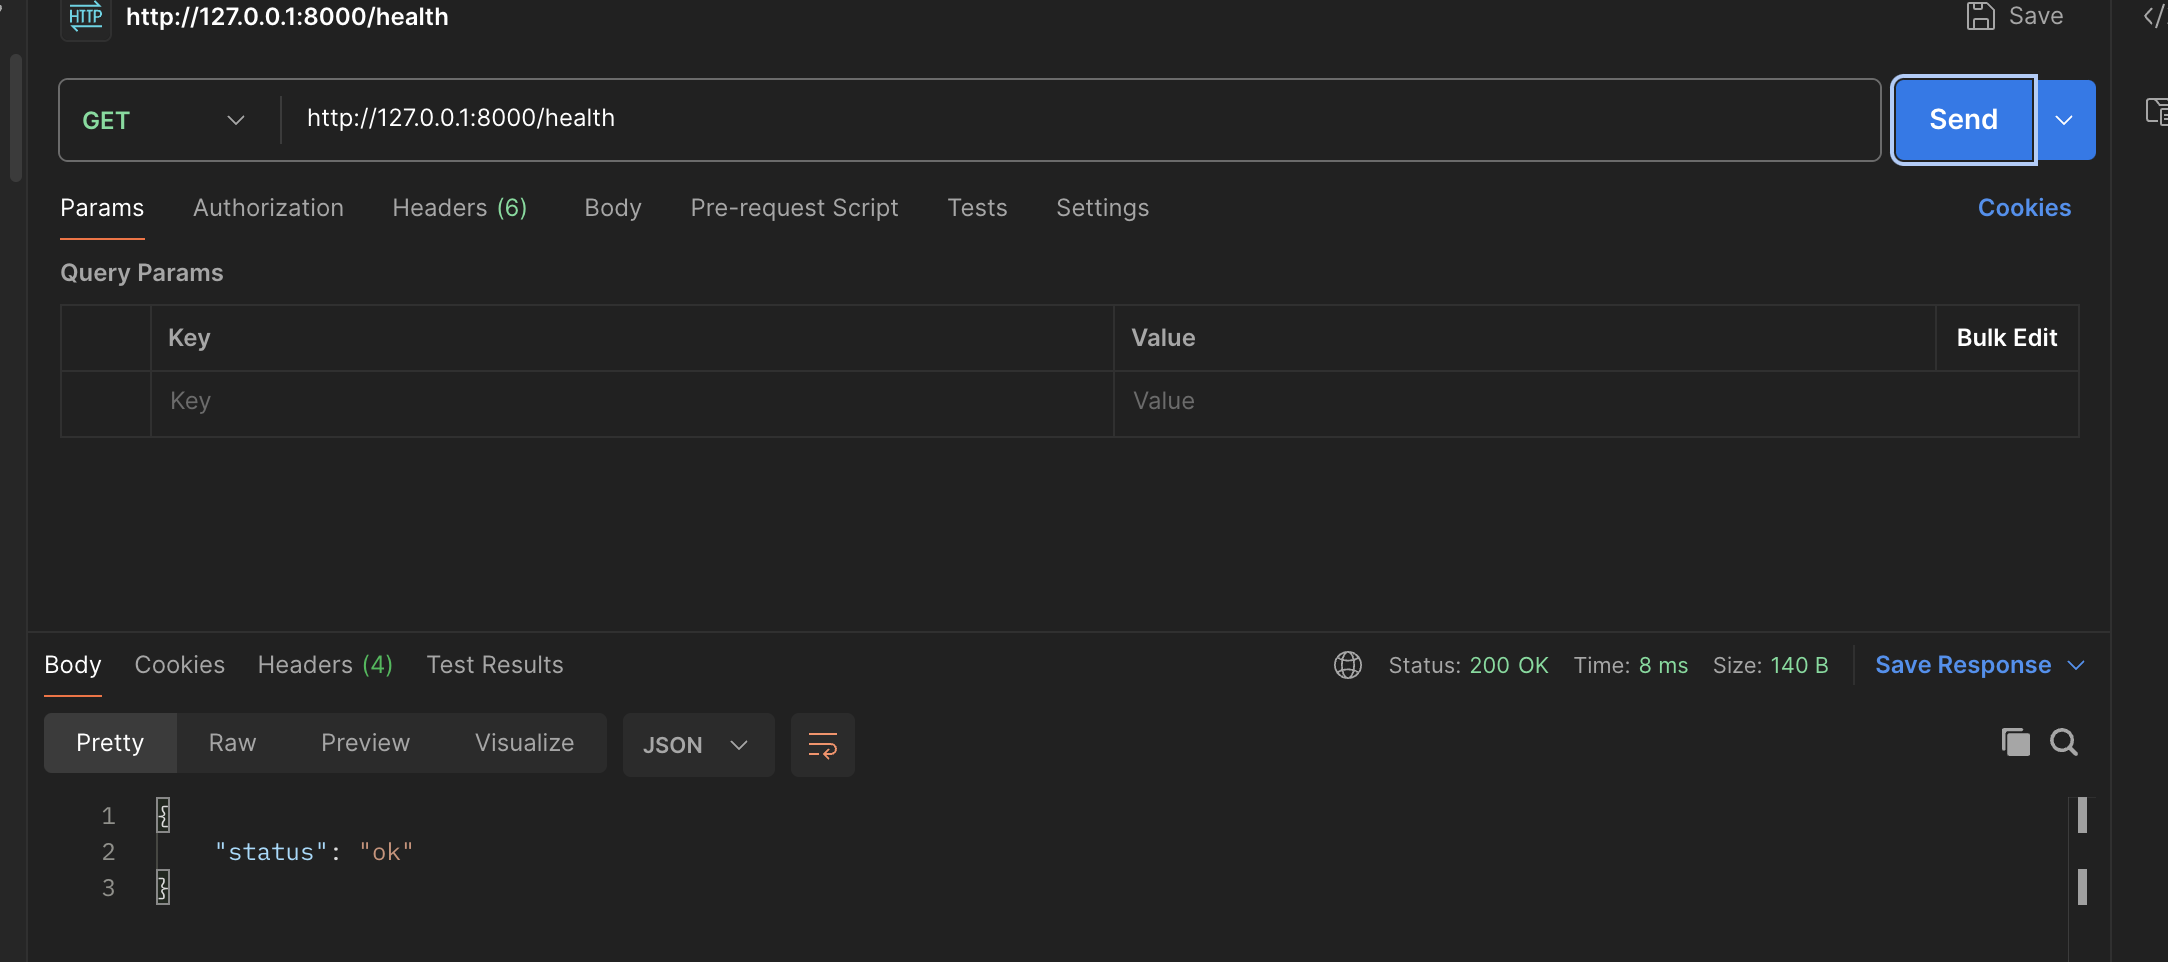 HTTP http://127.0.0.1:8000/health Save
GET http://127.0.0.1:8000/health Send
Params Authorization Headers (6) Body Pre-request Script Tests Settings Cookies
Query Params
Key Value Bulk Edit
Key Value
Body Cookies Headers (4) Test Results Status: 200 OK Time: 8 ms Size: 140 B Save Response
Pretty Raw Preview Visualize JSON
1 {
2 "status": "ok"
3 }